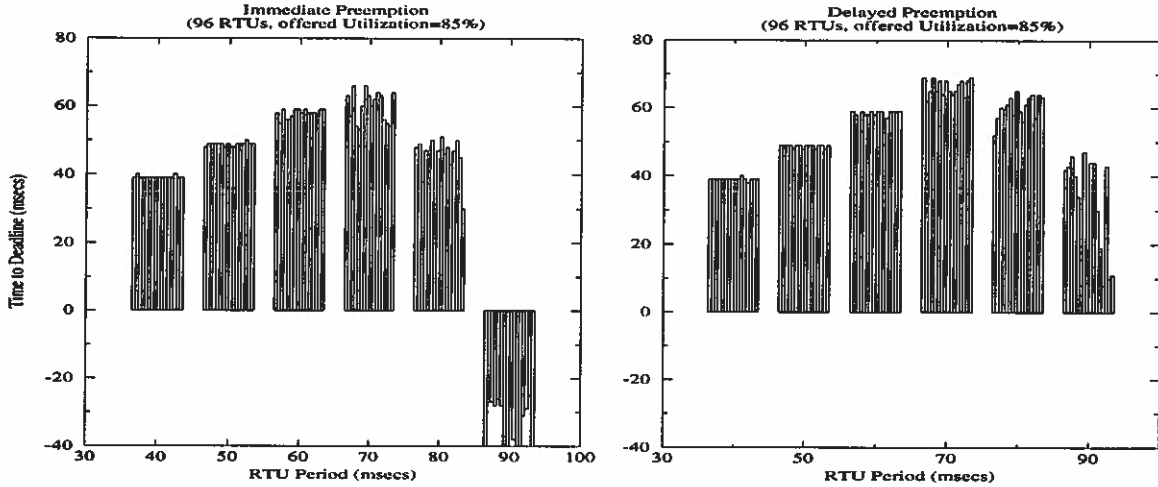 Immediate Preemption
(96 RTUs, offered Utilization=85%)
80
60
40
20
0
-20
-40
Time to Deadline (msecs)
30 40 50 60 70 80 90 100
RTU Period (msecs)
Delayed Preemption
(96 RTUs, offered Utilization=85%)
80
60
40
20
0
-20
-40
30 50 70 90
RTU Period (msecs)